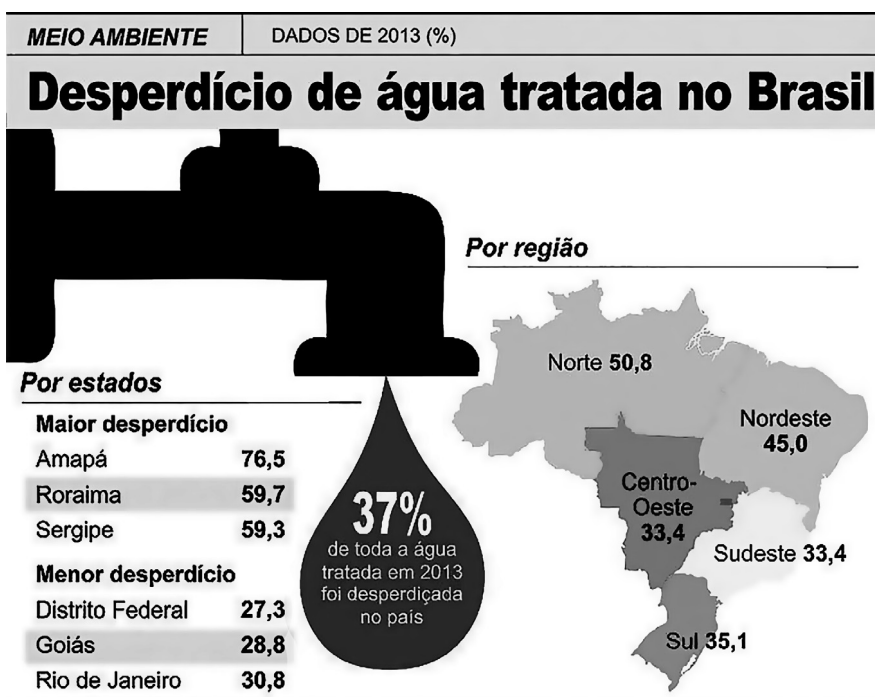 MEIO AMBIENTE
DADOS DE 2013 (%)
Desperdício de água tratada no Brasil
Por estados
Maior desperdício
Amapá 76,5
Roraima 59,7
Sergipe 59,3
Menor desperdício
Distrito Federal 27,3
Goiás 28,8
Rio de Janeiro 30,8
37%
de toda a água
tratada em 2013
foi desperdiçada
no país
Por região
Norte 50,8
Nordeste
45,0
Centro-
Oeste
33,4
Sudeste 33,4
Sul 35,1